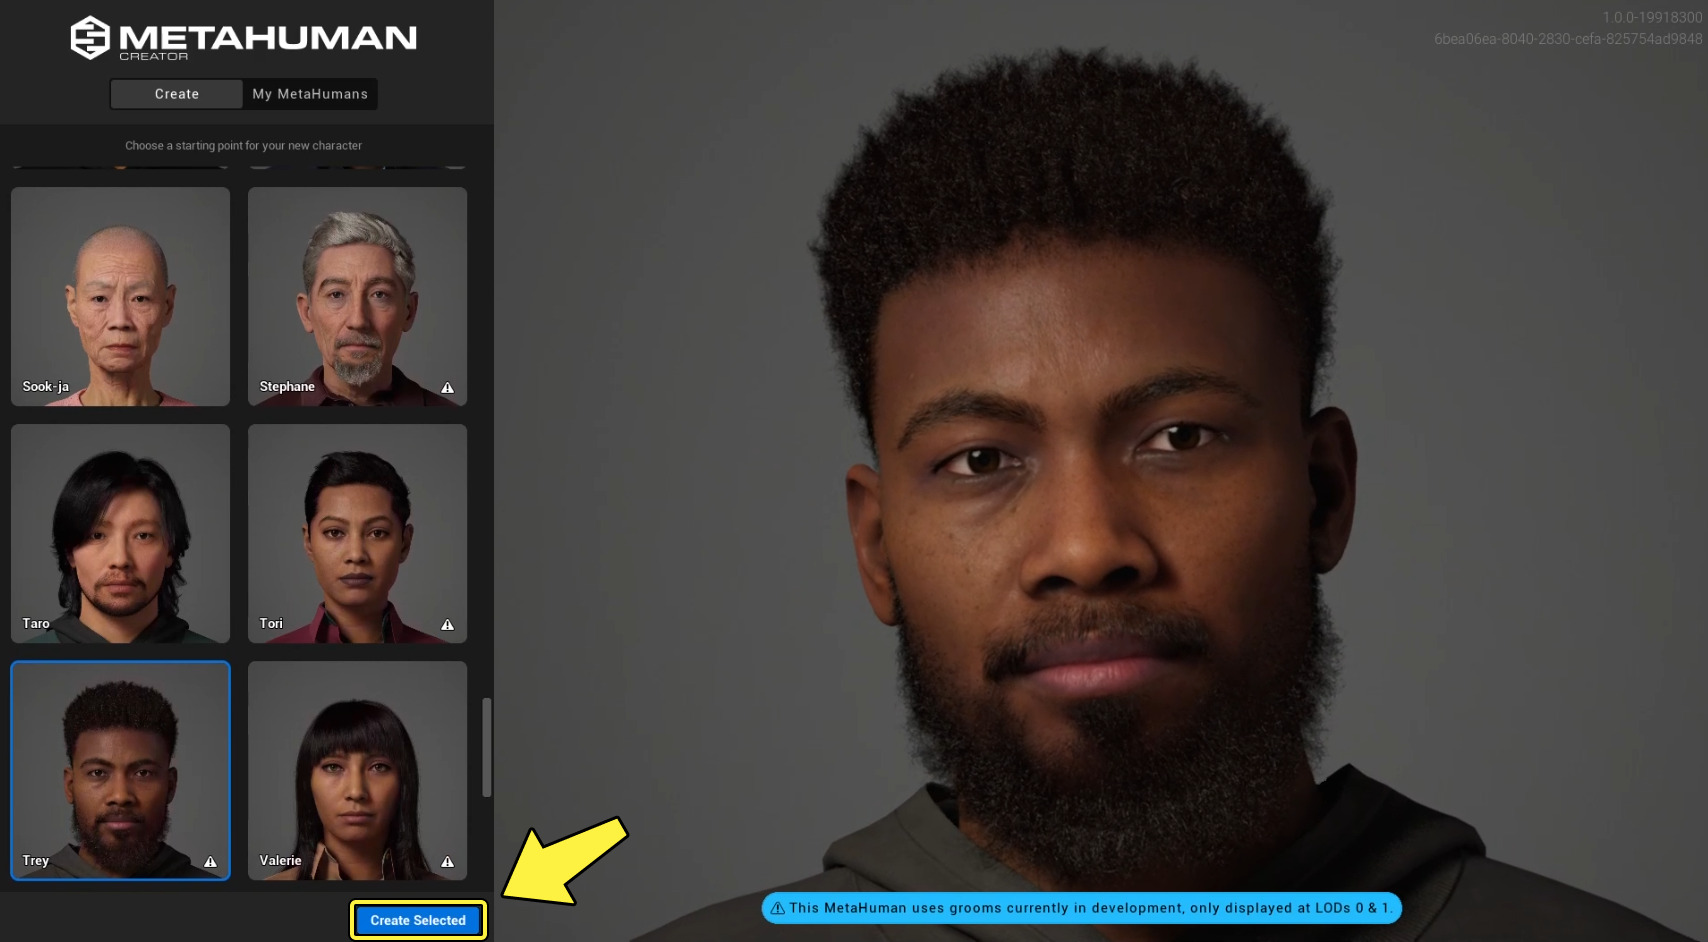 METAHUMAN
CREATOR
Create
My MetaHumans
Choose a starting point for your new character
Sook-ja
Stephane
Taro
Tori
Trey
Valerie
Create Selected
1.0.0-19918300
6bea06ea-8040-2830-cefa-825754ad9848
This MetaHuman uses grooms currently in development, only displayed at LODs 0 & 1.